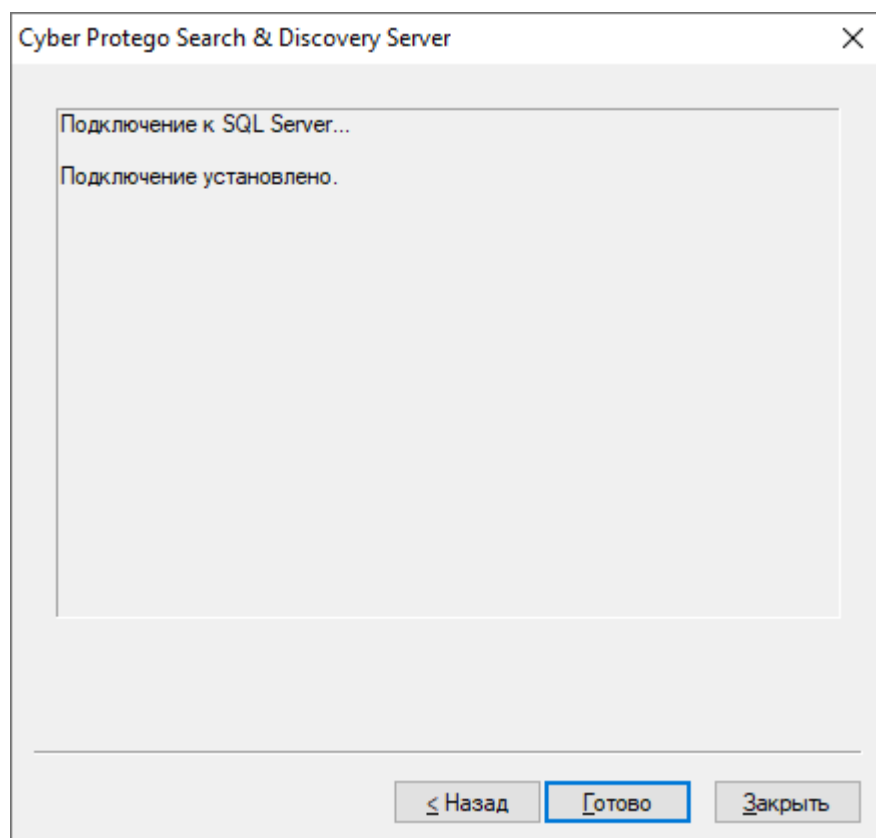 Cyber Protego Search & Discovery Server
Подключение к SQL Server...
Подключение установлено.
< Назад
Готово
Закрыть